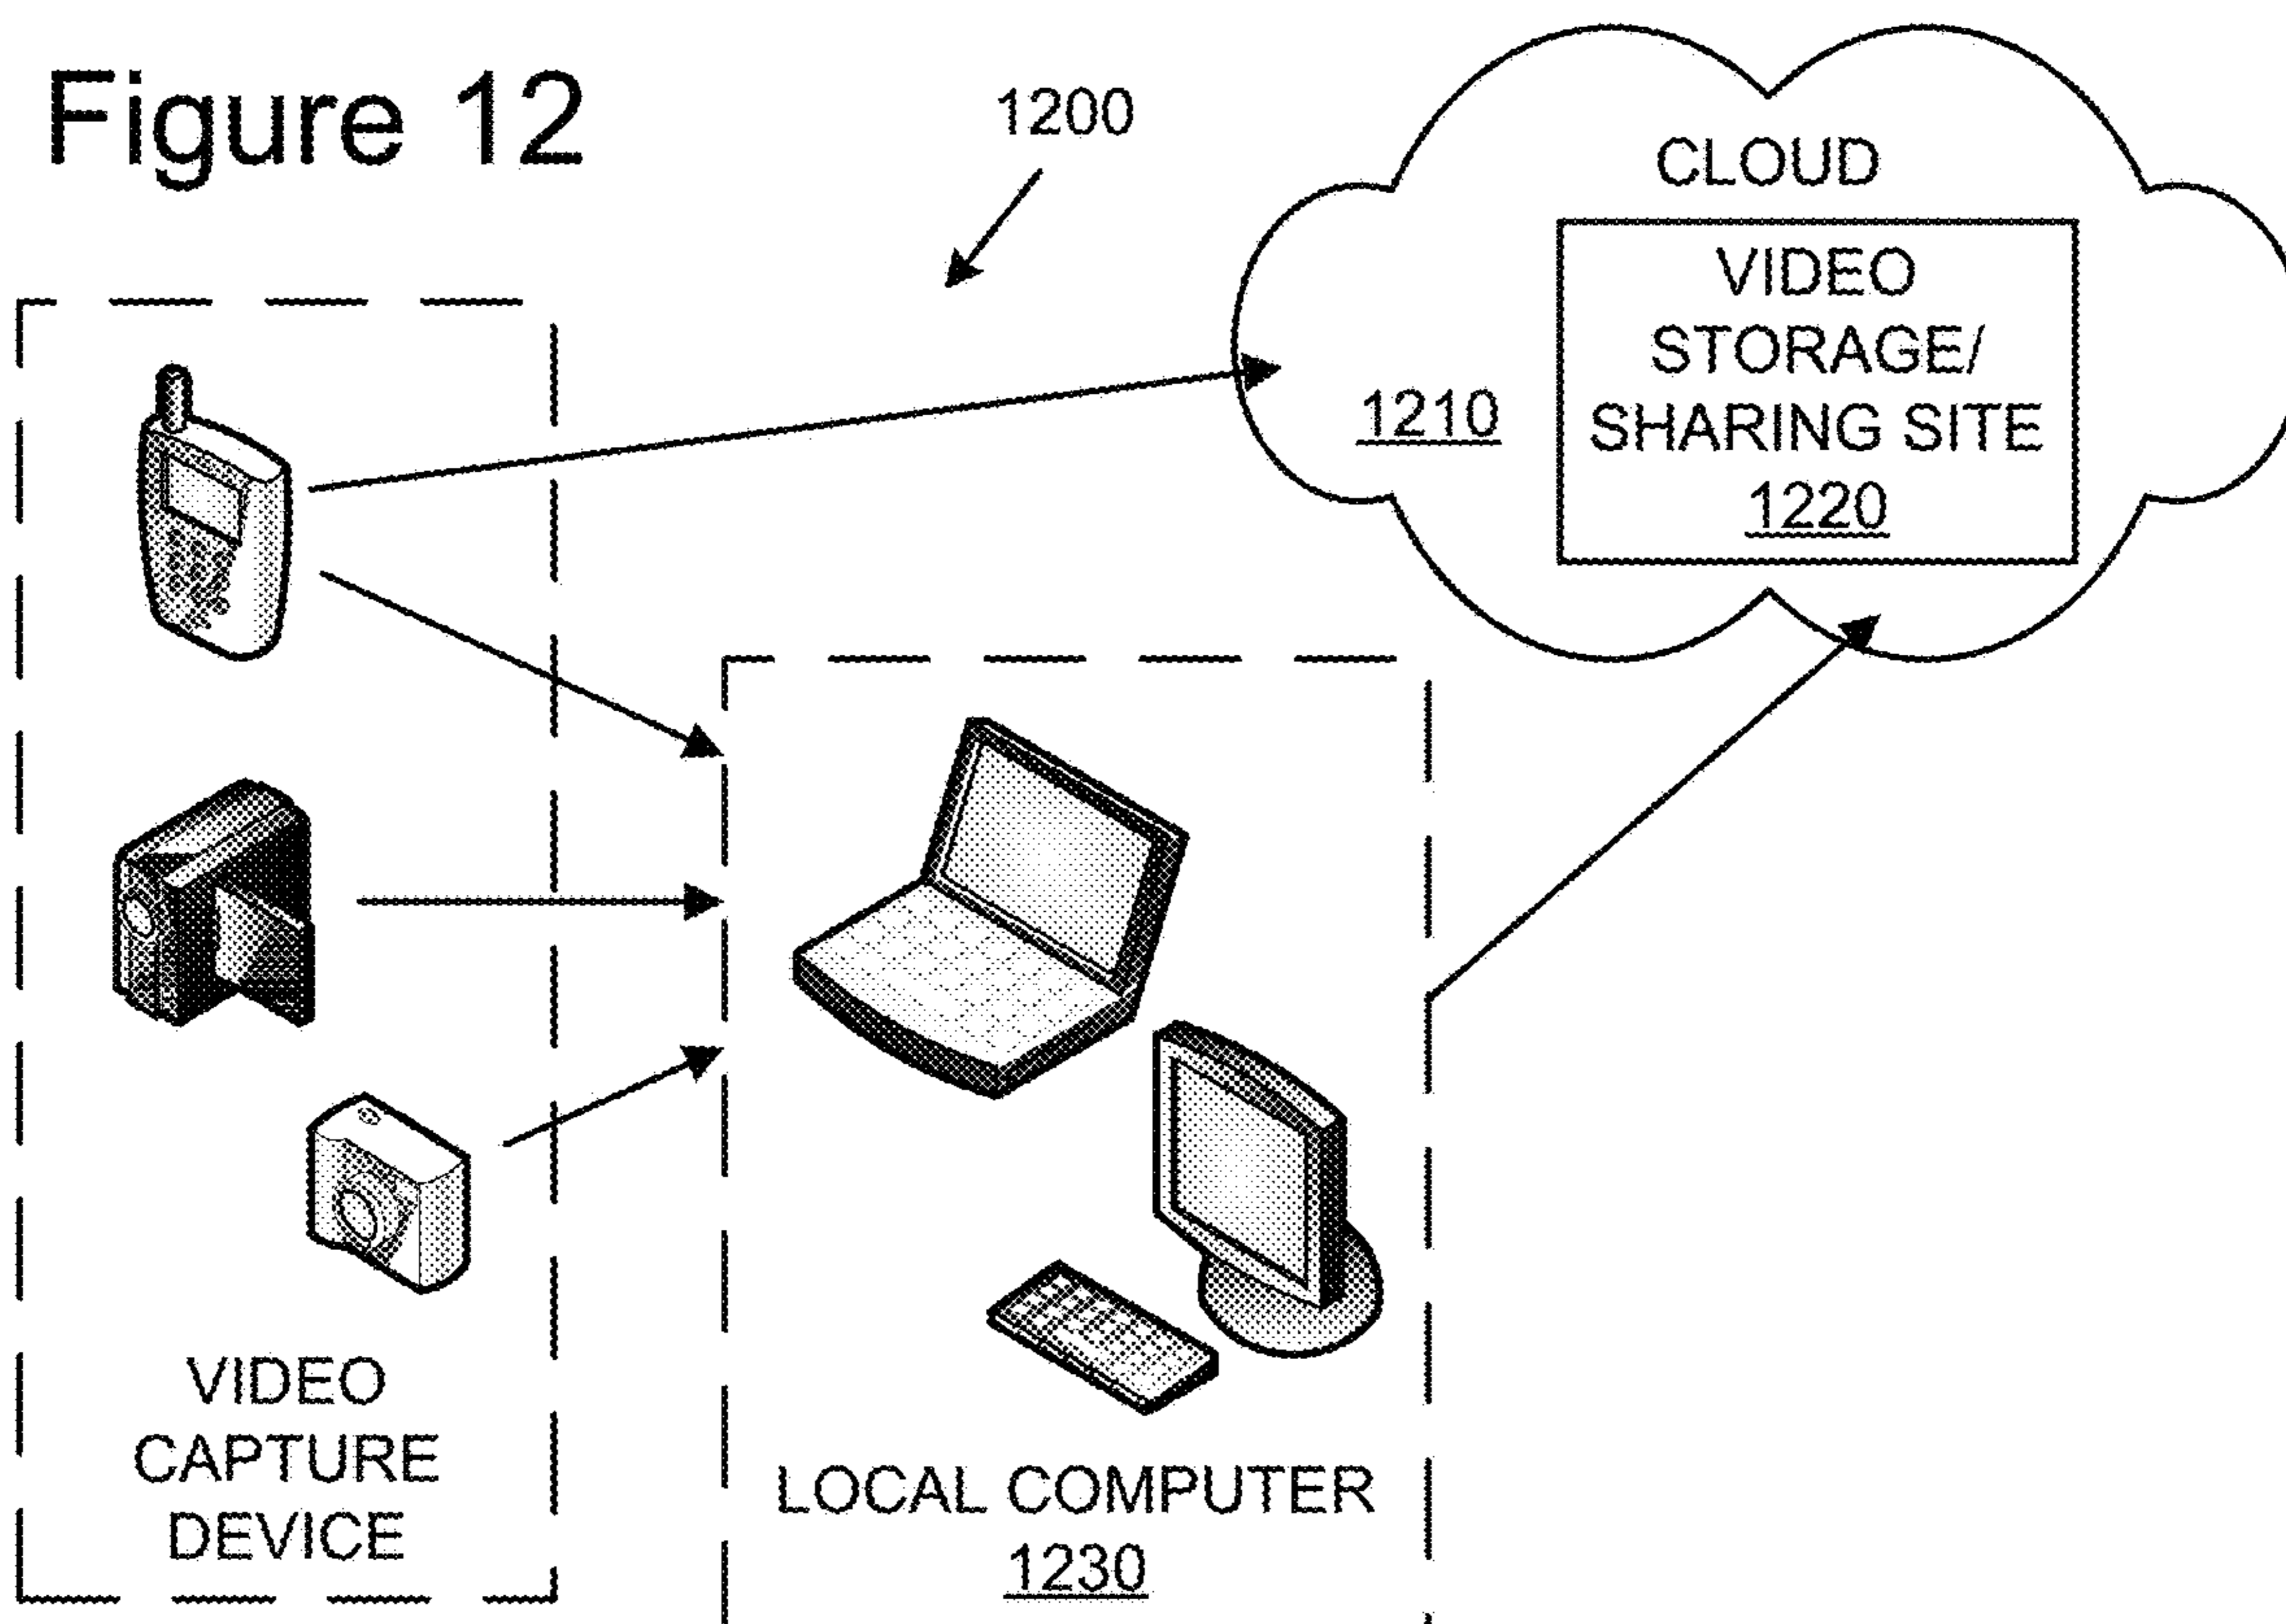 Figure 12
1200
CLOUD
VIDEO
STORAGE/
SHARING SITE
1220
1210
VIDEO
CAPTURE
DEVICE
LOCAL COMPUTER
1230